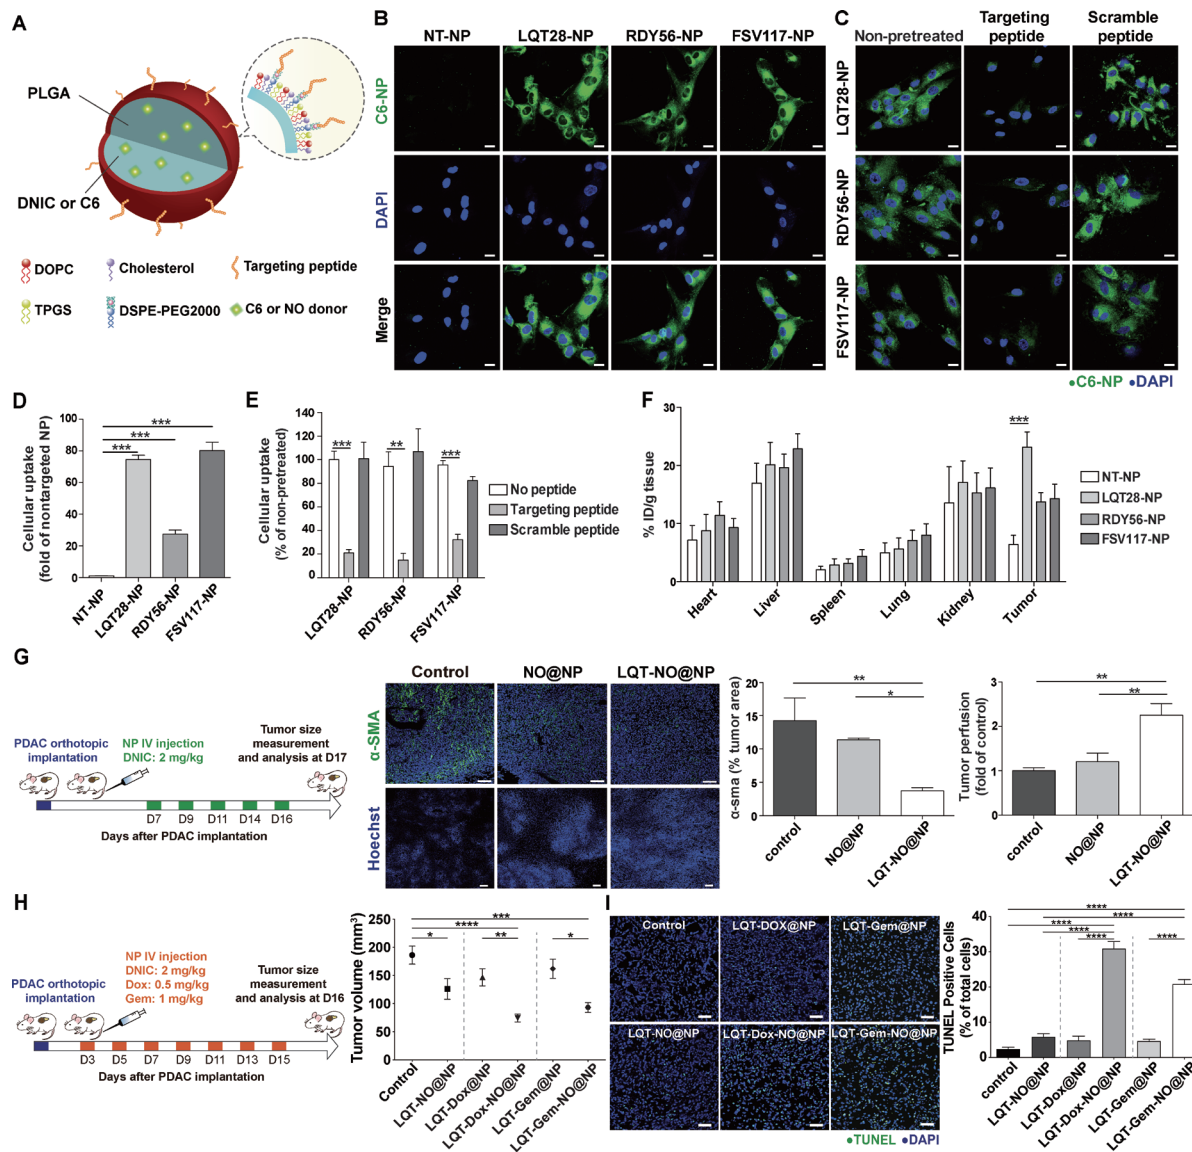 A
PLGA
DNIC or C6
DOPC
Cholesterol
Targeting peptide
TPGS
DSPE-PEG2000
C6 or NO donor
B
NT-NP LQT28-NP RDY56-NP FSV117-NP
C6-NP
DAPI
Merge
C
Non-pretreated
Targeting
peptide
Scramble
peptide
LQT28-NP
RDY56-NP
FSV117-NP
●C6-NP ●DAPI
D
Cellular uptake
(fold of nontargeted NP)
100
80
60
40
20
0
***
***
***
NT-NP
LQT28-NP
RDY56-NP
FSV117-NP
E
Cellular uptake
(% of non-pretreated)
140
120
100
80
60
40
20
0
***
**
***
LQT28-NP
RDY56-NP
FSV117-NP
No peptide
Targeting peptide
Scramble peptide
F
% ID/g tissue
30
20
10
0
***
Heart
Liver
Spleen
Lung
Kidney
Tumor
NT-NP
LQT28-NP
RDY56-NP
FSV117-NP
G
PDAC orthotopic
implantation
NP IV injection
DNIC: 2 mg/kg
Tumor size
measurement
and analysis at D17
D7 D9 D11 D14 D16
Days after PDAC implantation
Control NO@NP LQT-NO@NP
α-SMA
Hoechst
α-sma (% tumor area)
20
15
10
5
0
**
*
control
NO@NP
LQT-NO@NP
Tumor perfusion
(fold of control)
3
2
1
0
**
**
control
NO@NP
LQT-NO@NP
H
PDAC orthotopic
implantation
NP IV injection
DNIC: 2 mg/kg
Dox: 0.5 mg/kg
Gem: 1 mg/kg
Tumor size
measurement
and analysis at D16
D3 D5 D7 D9 D11 D13 D15
Days after PDAC implantation
Tumor volume (mm³)
250
200
150
100
50
0
***
****
* ** *
Control
LQT-NO@NP
LQT-Dox@NP
LQT-Dox-NO@NP
LQT-Gem@NP
LQT-Gem-NO@NP
I
Control LQT-DOX@NP LQT-Gem@NP
LQT-NO@NP LQT-Dox-NO@NP LQT-Gem-NO@NP
●TUNEL ●DAPI
TUNEL Positive Cells
(% of total cells)
40
30
20
10
0
****
****
****
****
**** ****
control
LQT-NO@NP
LQT-Dox@NP
LQT-Dox-NO@NP
LQT-Gem@NP
LQT-Gem-NO@NP